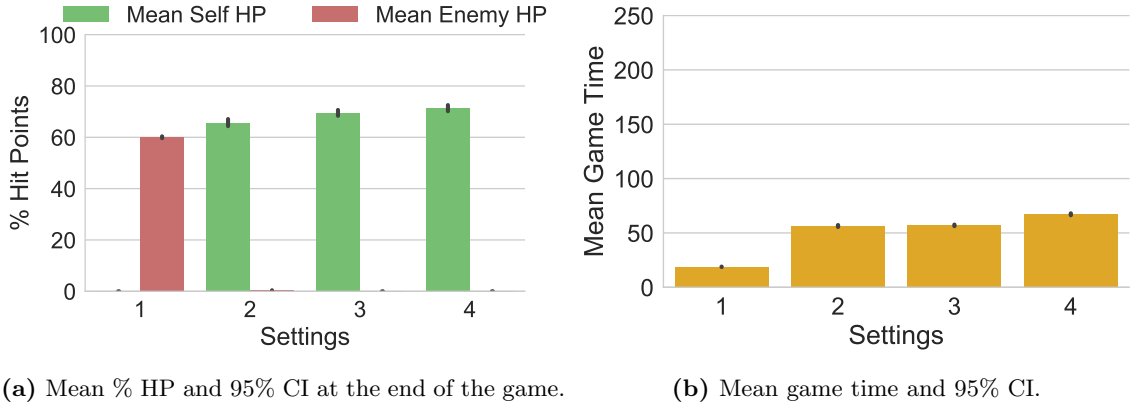 Mean Self HP
Mean Enemy HP
100
80
60
40
20
0
% Hit Points
1 2 3 4
Settings
(a) Mean % HP and 95% CI at the end of the game.
250
200
150
100
50
0
Mean Game Time
1 2 3 4
Settings
(b) Mean game time and 95% CI.